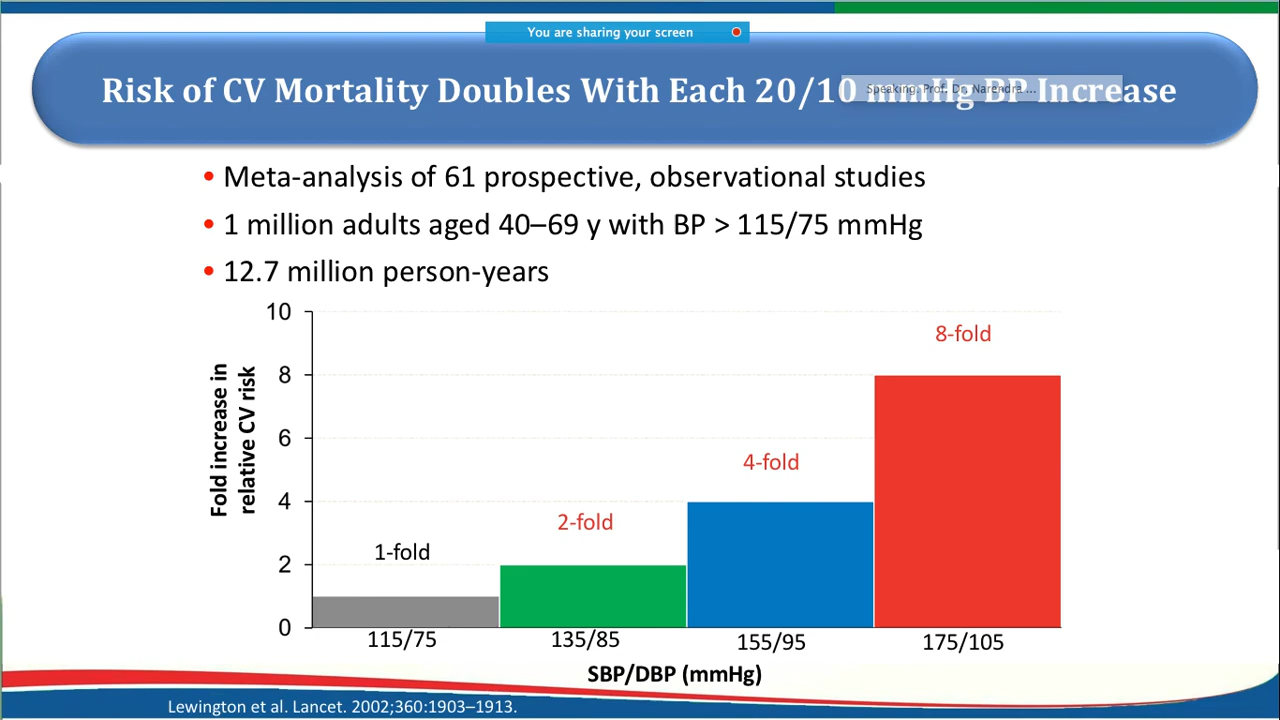 You are sharing your screen
Risk of CV Mortality Doubles With Each 20/10 mmHg BP Increase
Speaking: Prof. Dr. Narendra ...
• Meta-analysis of 61 prospective, observational studies
• 1 million adults aged 40–69 y with BP > 115/75 mmHg
• 12.7 million person-years
Fold increase in
relative CV risk
10
8
6
4
2
0
1-fold
2-fold
4-fold
8-fold
115/75
135/85
155/95
175/105
SBP/DBP (mmHg)
Lewington et al. Lancet. 2002;360:1903–1913.